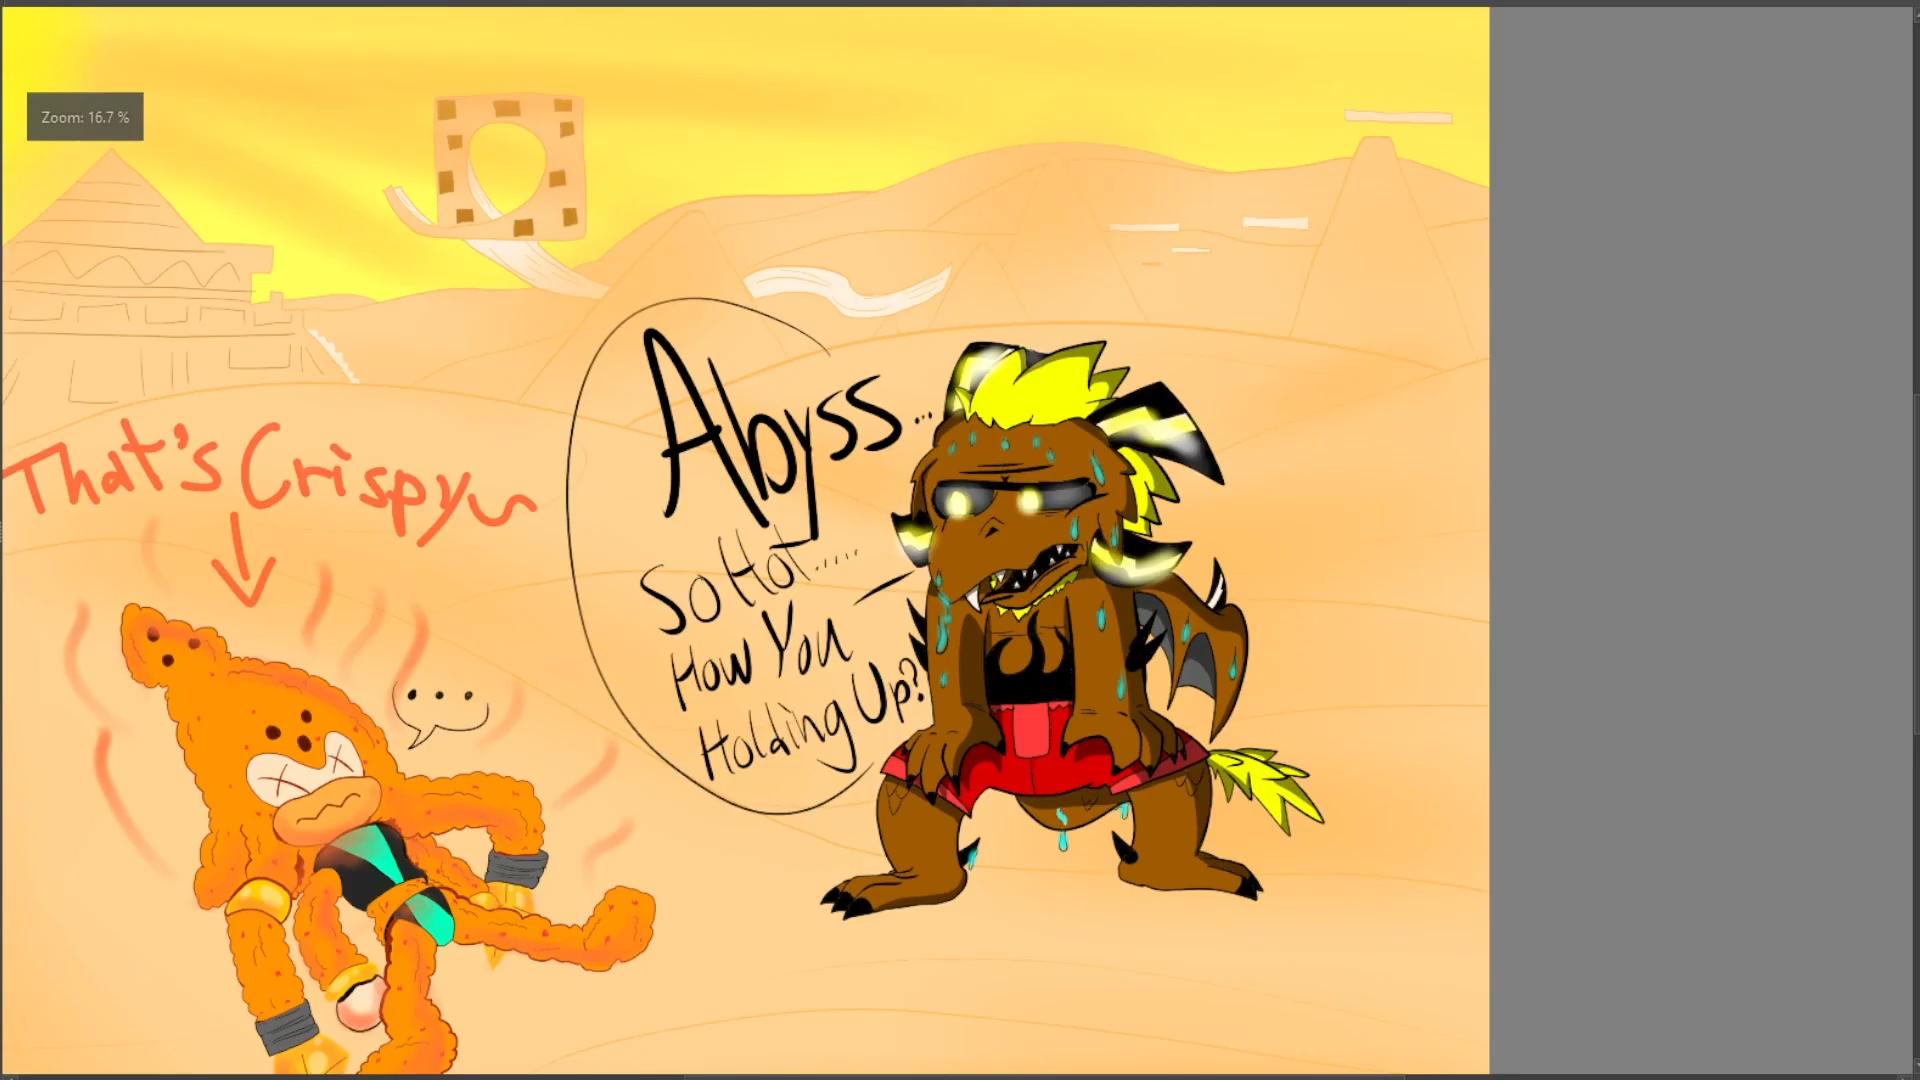 Zoom: 16.7 %
Abyss...
So Hot......
How You
Holding Up?
That's Crispy~
...